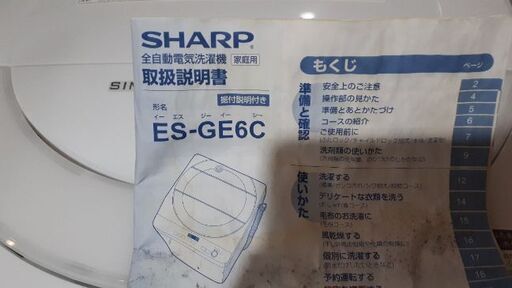 SHARP
全自動電気洗濯機 家庭用
取扱説明書
据付説明付き
形名
イー エス ジー イー シー
ES-GE6C
もくじ
ページ
準備と確認
安全上のご注意 2
操作部の見かた 4
準備とあとかたづけ 5
コースの紹介 6
ご使用前に 7
洗剤類の使いかた 9
使いかた
洗濯する 12
デリケートな衣類を洗う 14
毛布のお洗濯に 15
風乾燥する 16
個別に洗濯する
予約運転する 18
SIN